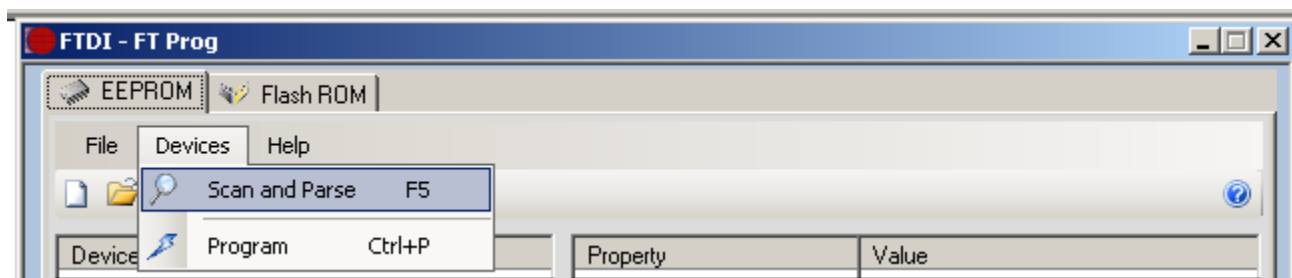 FTDI - FT Prog
EEPROM Flash ROM
File Devices Help
Scan and Parse F5
Program Ctrl+P
Device Property Value